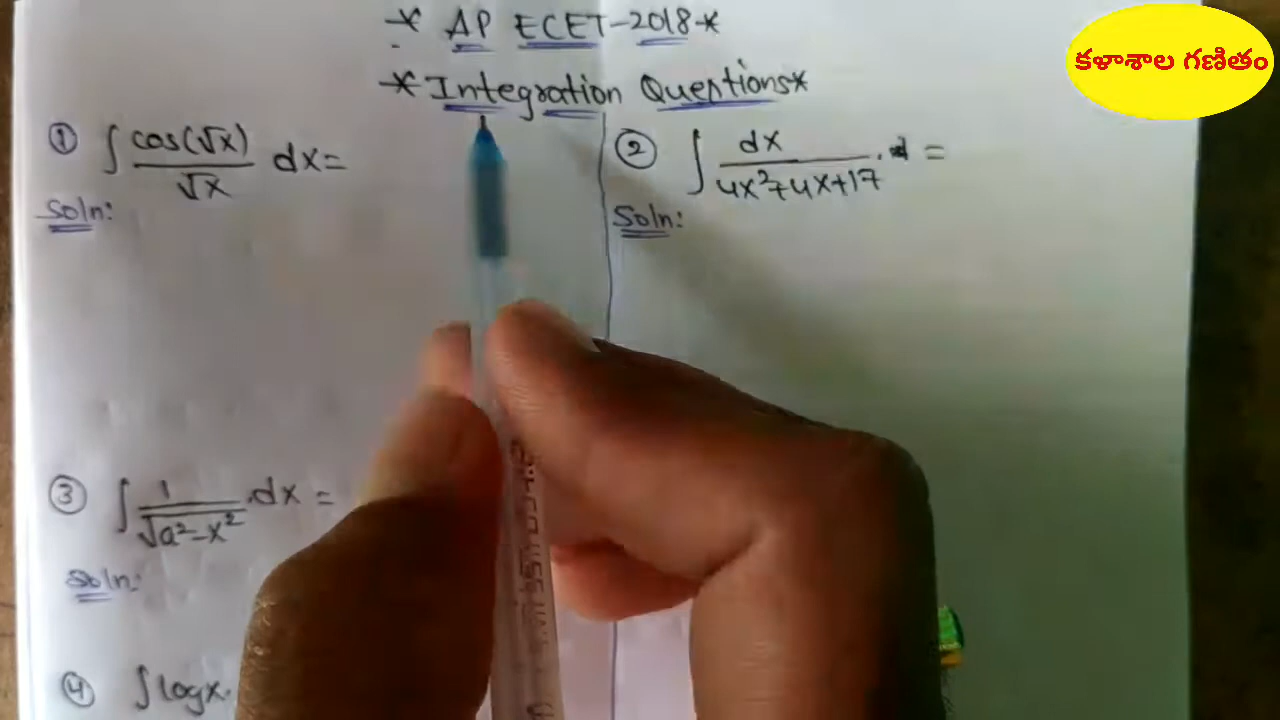 * AP ECET-2018 *
* Integration Questions *
కళాశాల గణితం
① ∫ cos(√x)/√x dx =
Soln:
② ∫ dx/4x²+4x+17 . =
Soln:
③ ∫ 1/√a²-x² .dx =
Soln:
④ ∫ logx.